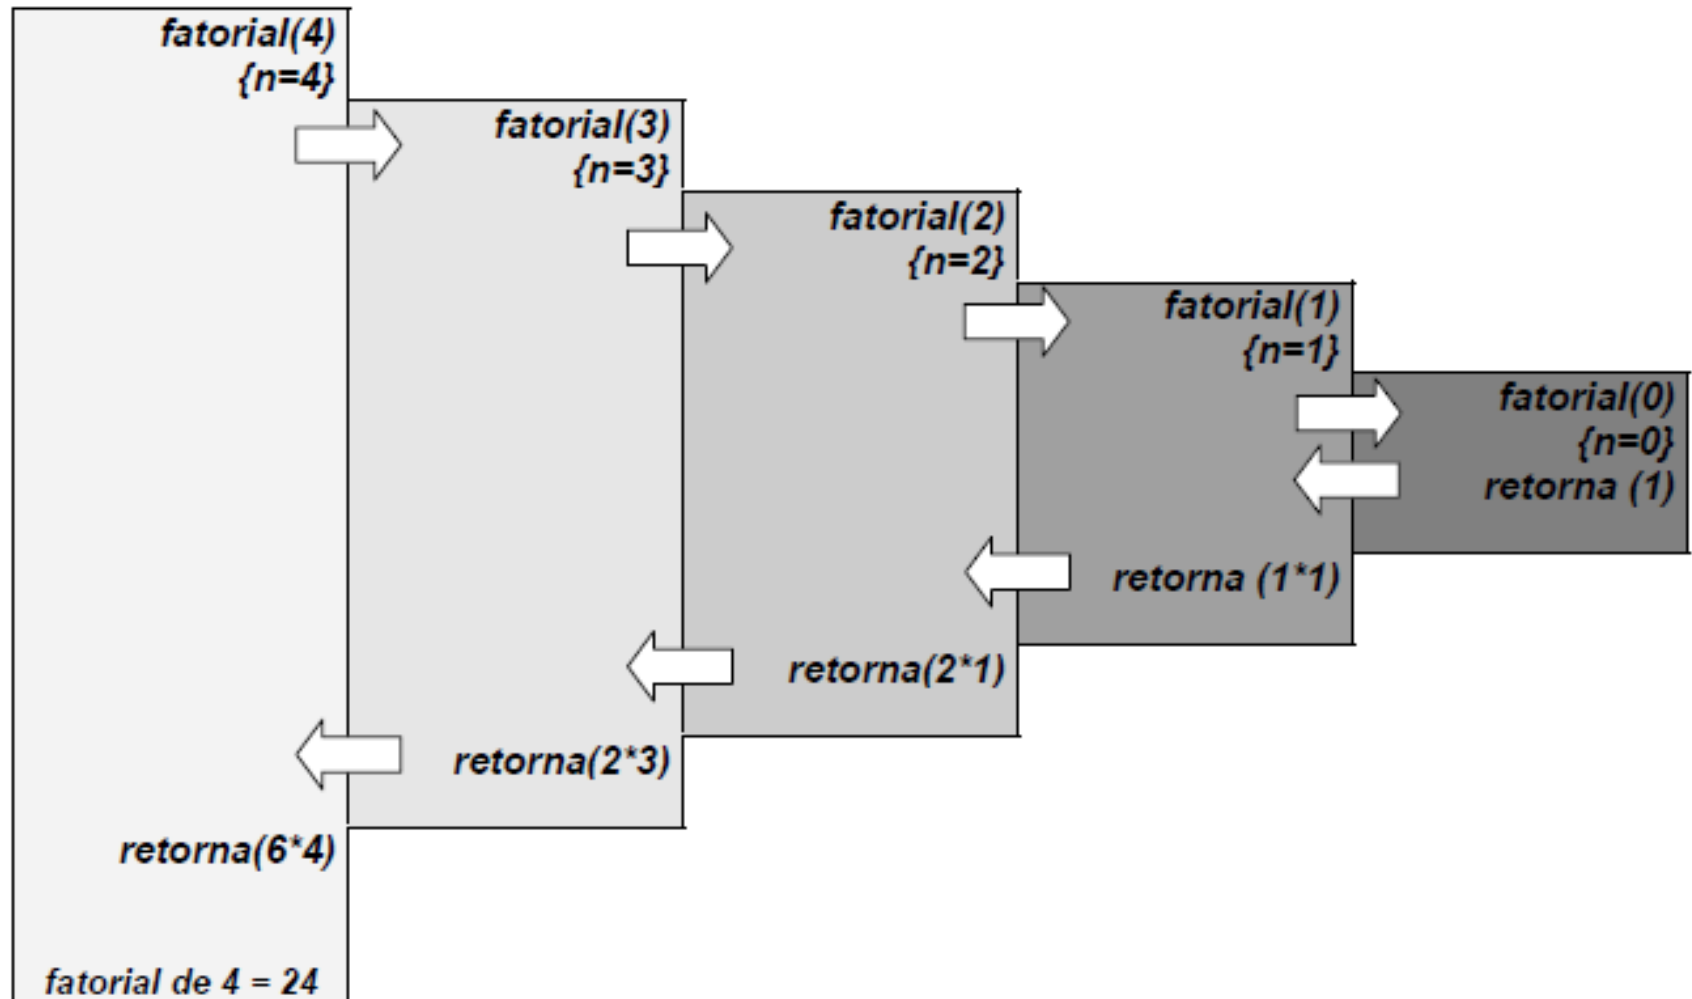 fatorial(4)
{n=4}
fatorial(3)
{n=3}
fatorial(2)
{n=2}
fatorial(1)
{n=1}
fatorial(0)
{n=0}
retorna (1)
retorna (1*1)
retorna(2*1)
retorna(2*3)
retorna(6*4)
fatorial de 4 = 24